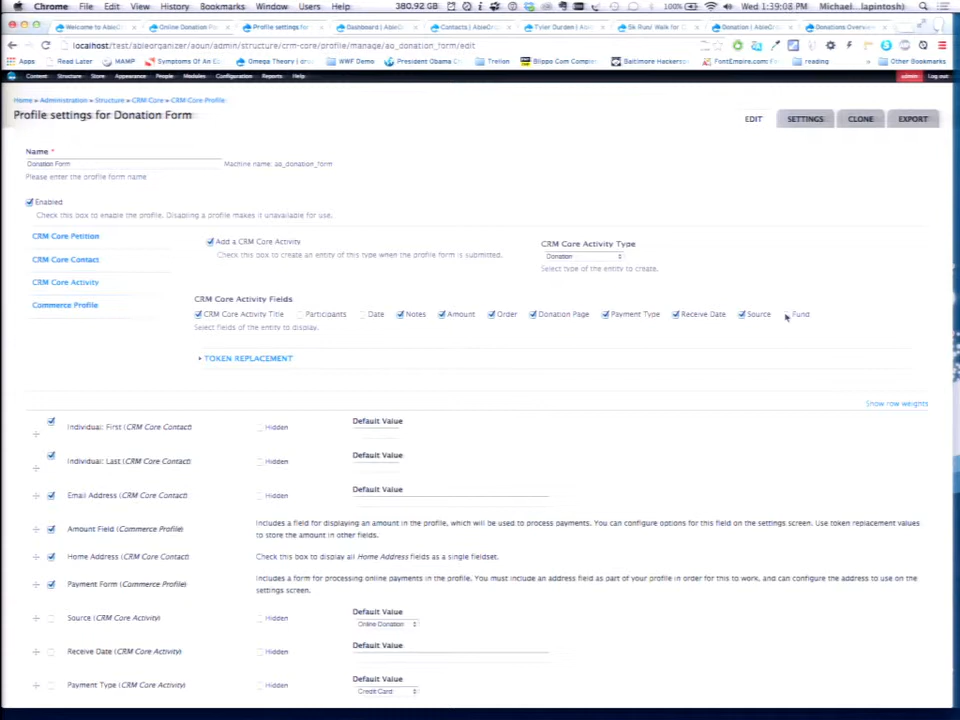 Chrome File Edit View History Bookmarks Window Users Help 380.92 GB 100% Wed 1:39:08 PM Michael_lapintosh)
Welcome to Ab Online Donation Profile settings for Dashboard | AbleO Contacts | AbleO Tyler Durden | Able 5k Run/ Walk for Donation | AbleO Donations Overview
localhost/test/ableorganizer/aoun/admin/structure/crm-core/profile/manage/ao_donation_form/edit
Apps Read Later MAMP Symptoms Of An E Omega Theory | dru WWF Demo President Obama C Trellon Blippo Com Comple Baltimore Hackers FontEmpire.com: Fi reading » Other Bookmarks
Content Structure Store Appearance People Modules Configuration Reports Help admin Log out
Home » Administration » Structure » CRM Core » CRM Core Profile
Profile settings for Donation Form
EDIT SETTINGS CLONE EXPORT
Name *
Donation Form Machine name: ao_donation_form
Please enter the profile form name
Enabled
Check this box to enable the profile. Disabling a profile makes it unavailable for use.
CRM Core Petition
CRM Core Contact
CRM Core Activity
Commerce Profile
Add a CRM Core Activity
Check this box to create an entity of this type when the profile form is submitted.
CRM Core Activity Type
Donation
Select type of the entity to create.
CRM Core Activity Fields
CRM Core Activity Title Participants Date Notes Amount Order Donation Page Payment Type Receive Date Source Fund
Select fields of the entity to display.
TOKEN REPLACEMENT
Show row weights
Individual: First (CRM Core Contact) Hidden Default Value
Individual: Last (CRM Core Contact) Hidden Default Value
Email Address (CRM Core Contact) Hidden Default Value
Amount Field (Commerce Profile) Includes a field for displaying an amount in the profile, which will be used to process payments. You can configure options for this field on the settings screen. Use token replacement values
to store the amount in other fields.
Home Address (CRM Core Contact) Check this box to display all Home Address fields as a single fieldset.
Payment Form (Commerce Profile) Includes a form for processing online payments in the profile. You must include an address field as part of your profile in order for this to work, and can configure the address to use on the
settings screen.
Source (CRM Core Activity) Hidden Default Value
Online Donation
Receive Date (CRM Core Activity) Hidden Default Value
Payment Type (CRM Core Activity) Hidden Default Value
Credit Card